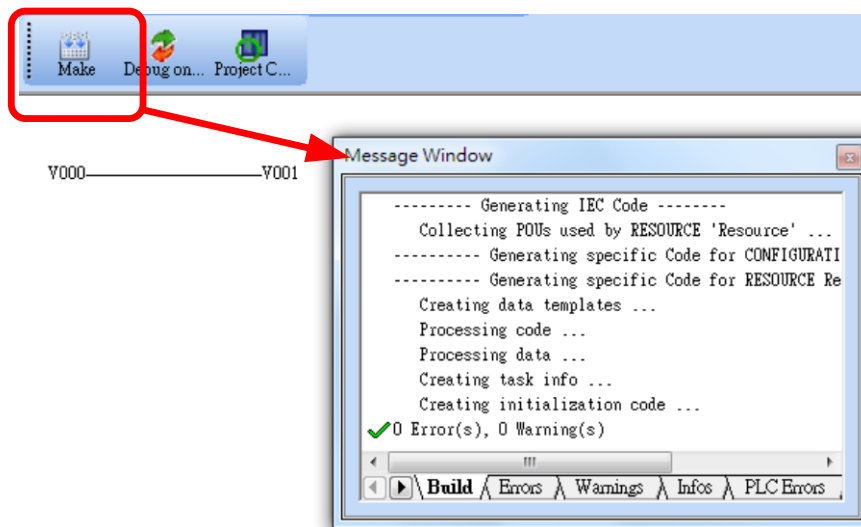 Make Debug on... Project C...
V000 V001
Message Window
--------- Generating IEC Code --------
Collecting POUs used by RESOURCE 'Resource' ...
---------- Generating specific Code for CONFIGURATI
---------- Generating specific Code for RESOURCE Re
Creating data templates ...
Processing code ...
Processing data ...
Creating task info ...
Creating initialization code ...
0 Error(s), 0 Warning(s)
Build Errors Warnings Infos PLC Errors